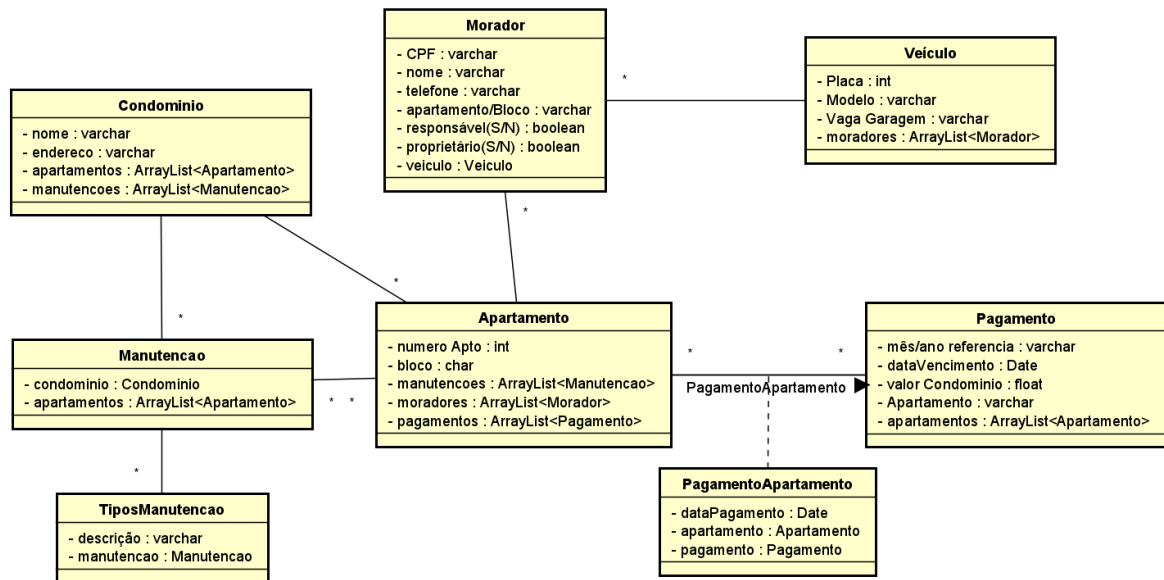 Morador
- CPF : varchar
- nome : varchar
- telefone : varchar
- apartamento/Bloco : varchar
- responsável(S/N) : boolean
- proprietário(S/N) : boolean
- veiculo : Veiculo
Veículo
- Placa : int
- Modelo : varchar
- Vaga Garagem : varchar
- moradores : ArrayList<Morador>
*
Condominio
- nome : varchar
- endereco : varchar
- apartamentos : ArrayList<Apartamento>
- manutencoes : ArrayList<Manutencao>
*
*
*
Manutencao
- condominio : Condominio
- apartamentos : ArrayList<Apartamento>
* *
Apartamento
- numero Apto : int
- bloco : char
- manutencoes : ArrayList<Manutencao>
- moradores : ArrayList<Morador>
- pagamentos : ArrayList<Pagamento>
* *
PagamentoApartamento
Pagamento
- mês/ano referencia : varchar
- dataVencimento : Date
- valor Condominio : float
- Apartamento : varchar
- apartamentos : ArrayList<Apartamento>
*
TiposManutencao
- descrição : varchar
- manutencao : Manutencao
PagamentoApartamento
- dataPagamento : Date
- apartamento : Apartamento
- pagamento : Pagamento